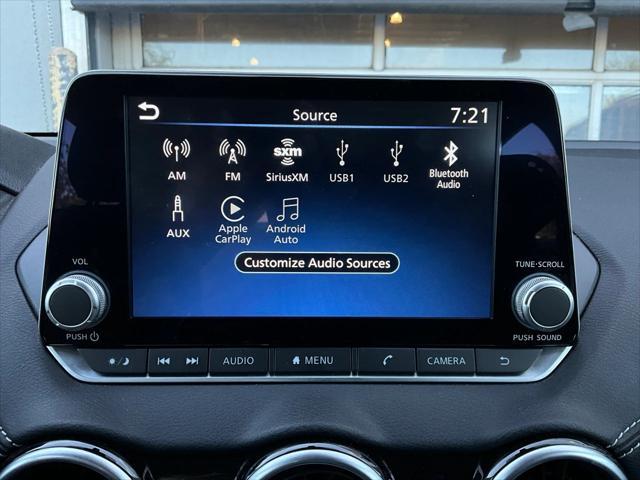 Source 7:21
AM FM sxm SiriusXM USB1 USB2 Bluetooth Audio
AUX Apple CarPlay Android Auto
Customize Audio Sources
VOL TUNE·SCROLL
PUSH PUSH SOUND
AUDIO MENU CAMERA